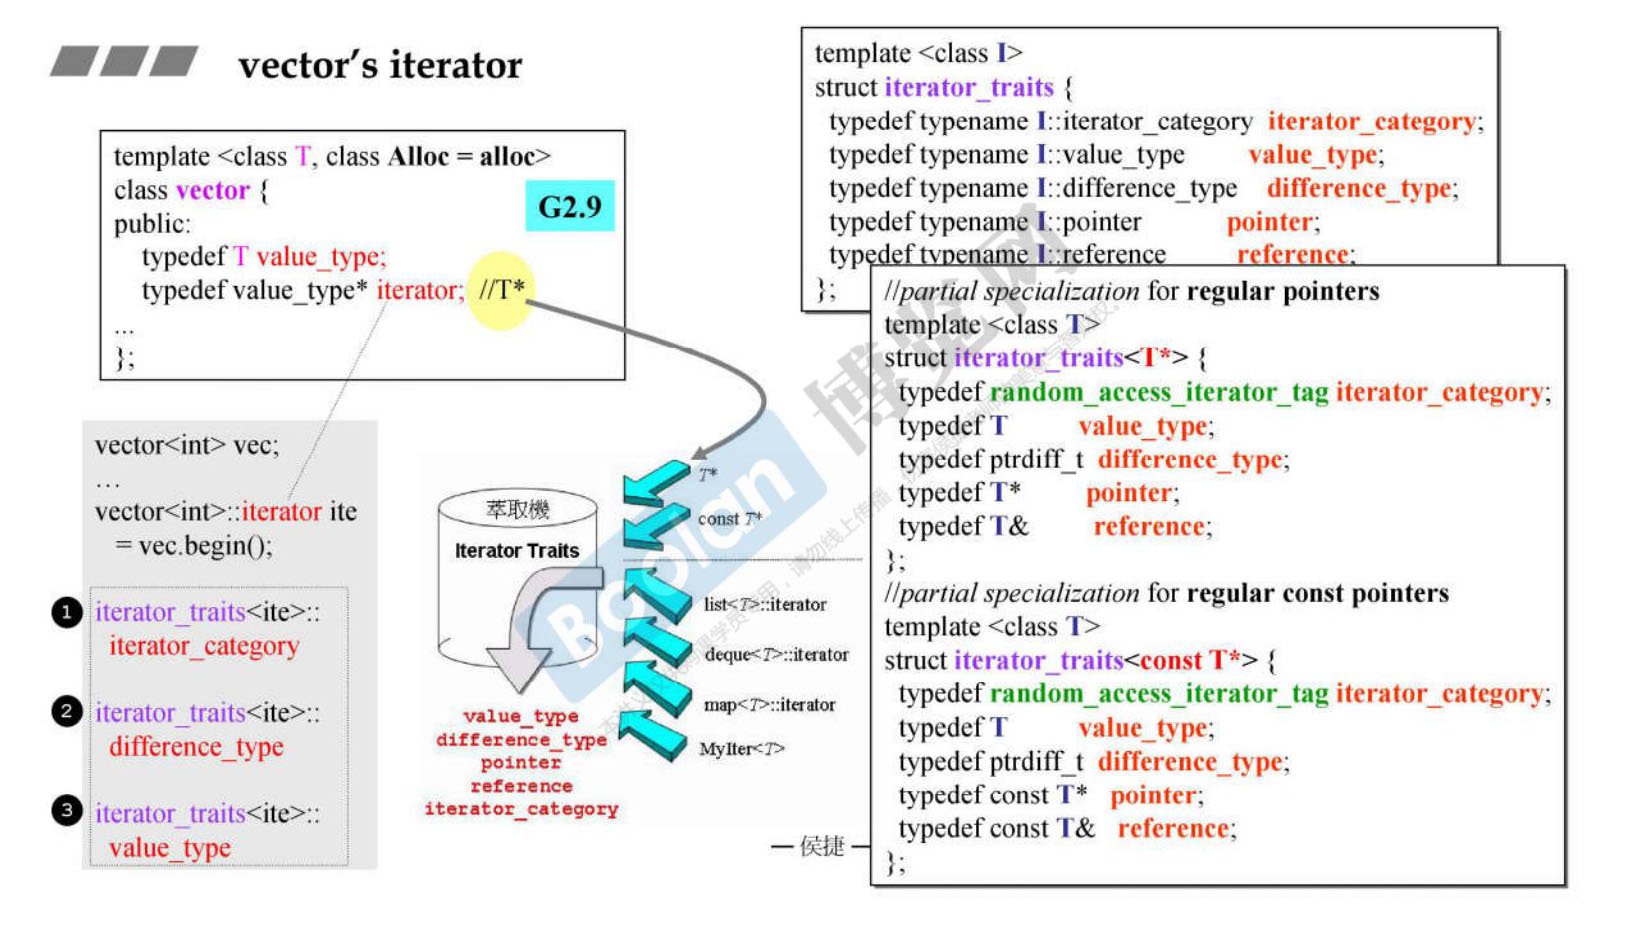 vector's iterator
template <class T, class Alloc = alloc>
class vector {
public:
typedef T value_type;
typedef value_type* iterator; //T*
...
};
G2.9
vector<int> vec;
...
vector<int>::iterator ite
= vec.begin();
1 iterator_traits<ite>::
iterator_category
2 iterator_traits<ite>::
difference_type
3 iterator_traits<ite>::
value_type
萃取機
Iterator Traits
T*
const T*
list<T>::iterator
deque<T>::iterator
map<T>::iterator
MyIter<T>
value_type
difference_type
pointer
reference
iterator_category
template <class I>
struct iterator_traits {
typedef typename I::iterator_category iterator_category;
typedef typename I::value_type value_type;
typedef typename I::difference_type difference_type;
typedef typename I::pointer pointer;
typedef typename I::reference reference;
};
//partial specialization for regular pointers
template <class T>
struct iterator_traits<T*> {
typedef random_access_iterator_tag iterator_category;
typedef T value_type;
typedef ptrdiff_t difference_type;
typedef T* pointer;
typedef T& reference;
};
//partial specialization for regular const pointers
template <class T>
struct iterator_traits<const T*> {
typedef random_access_iterator_tag iterator_category;
typedef T value_type;
typedef ptrdiff_t difference_type;
typedef const T* pointer;
typedef const T& reference;
};
— 侯捷 —
Boolan
博览网